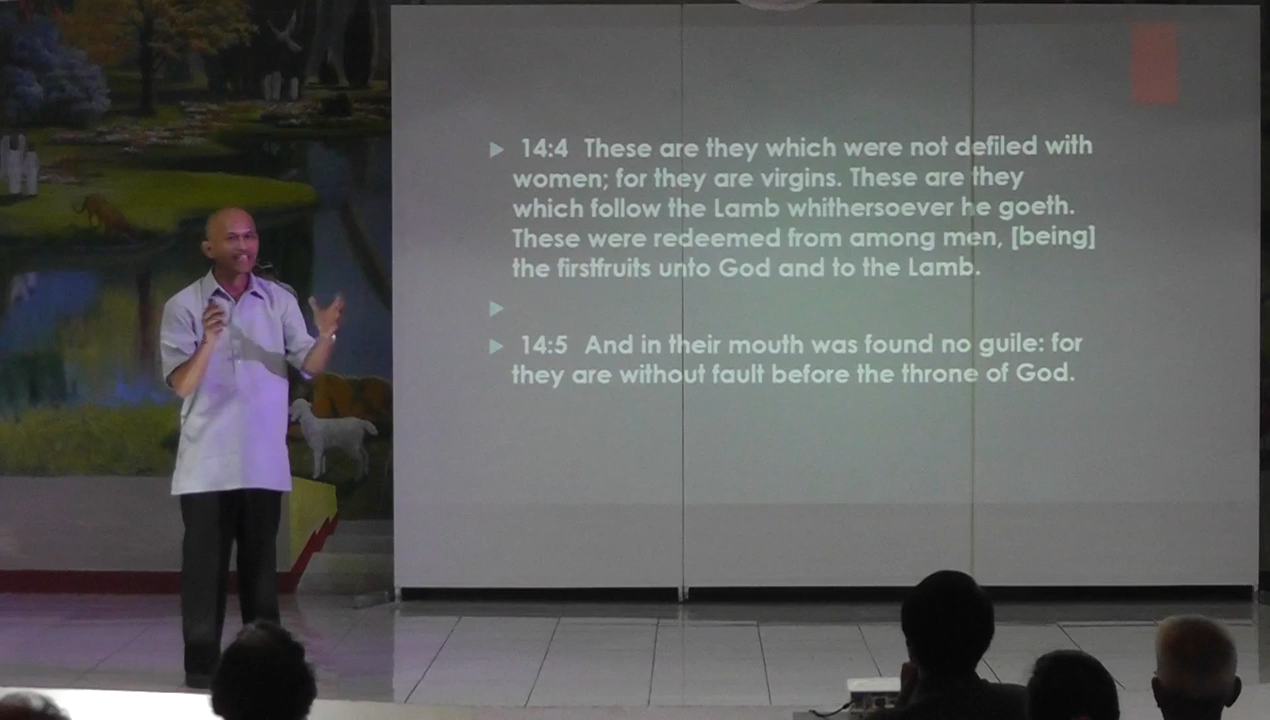 14:4 These are they which were not defiled with
women; for they are virgins. These are they
which follow the Lamb whithersoever he goeth.
These were redeemed from among men, [being]
the firstfruits unto God and to the Lamb.
14:5 And in their mouth was found no guile: for
they are without fault before the throne of God.